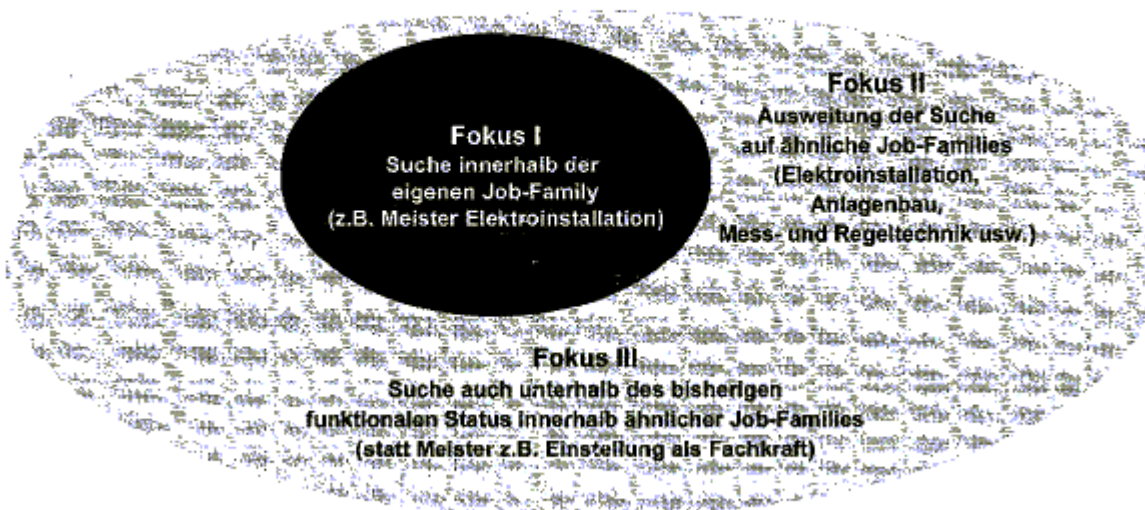 Fokus I
Suche innerhalb der
eigenen Job-Family
(z.B. Meister Elektroinstallation)
Fokus II
Ausweitung der Suche
auf ähnliche Job-Families
(Elektroinstallation,
Anlagenbau,
Mess- und Regeltechnik usw.)
Fokus III
Suche auch unterhalb des bisherigen
funktionalen Status innerhalb ähnlicher Job-Families
(statt Meister z.B. Einstellung als Fachkraft)